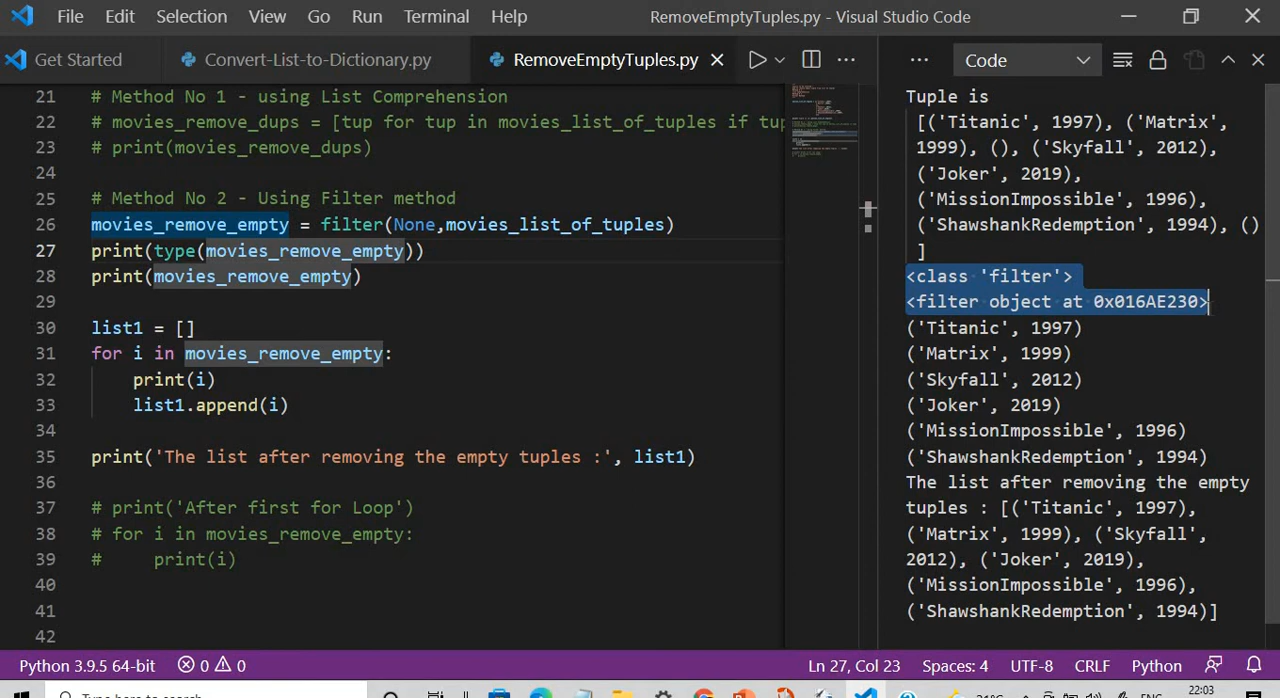 File Edit Selection View Go Run Terminal Help RemoveEmptyTuples.py - Visual Studio Code
Get Started Convert-List-to-Dictionary.py RemoveEmptyTuples.py Code
21 # Method No 1 - using List Comprehension
22 # movies_remove_dups = [tup for tup in movies_list_of_tuples if tup
23 # print(movies_remove_dups)
24
25 # Method No 2 - Using Filter method
26 movies_remove_empty = filter(None,movies_list_of_tuples)
27 print(type(movies_remove_empty))
28 print(movies_remove_empty)
29
30 list1 = []
31 for i in movies_remove_empty:
32 print(i)
33 list1.append(i)
34
35 print('The list after removing the empty tuples :', list1)
36
37 # print('After first for Loop')
38 # for i in movies_remove_empty:
39 # print(i)
40
41
42
Tuple is
[('Titanic', 1997), ('Matrix',
1999), (), ('Skyfall', 2012),
('Joker', 2019),
('MissionImpossible', 1996),
('ShawshankRedemption', 1994), ()
]
<class 'filter'>
<filter object at 0x016AE230>
('Titanic', 1997)
('Matrix', 1999)
('Skyfall', 2012)
('Joker', 2019)
('MissionImpossible', 1996)
('ShawshankRedemption', 1994)
The list after removing the empty
tuples : [('Titanic', 1997),
('Matrix', 1999), ('Skyfall',
2012), ('Joker', 2019),
('MissionImpossible', 1996),
('ShawshankRedemption', 1994)]
Python 3.9.5 64-bit 0 0 Ln 27, Col 23 Spaces: 4 UTF-8 CRLF Python
Type here to search 22:03